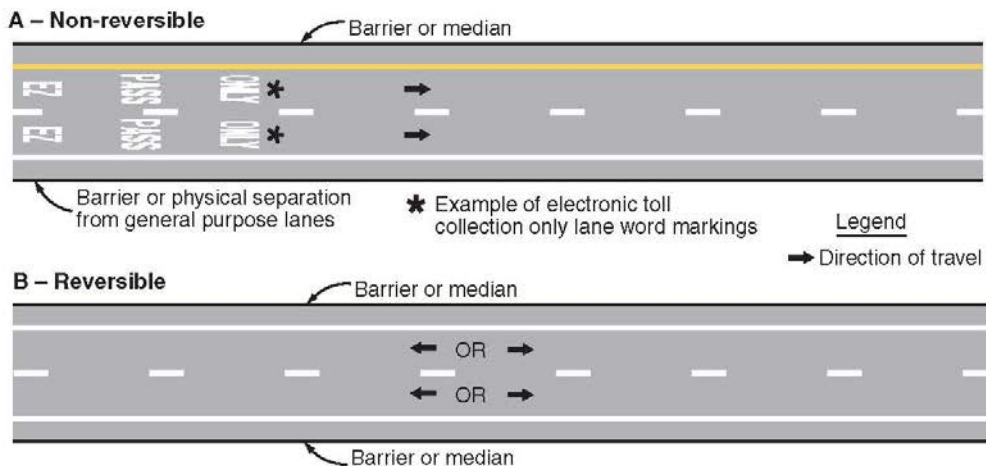 A – Non-reversible
Barrier or median
EZ PASS ONLY *
EZ PASS ONLY *
Barrier or physical separation
from general purpose lanes
* Example of electronic toll
collection only lane word markings
Legend
Direction of travel
B – Reversible
Barrier or median
OR
OR
Barrier or median